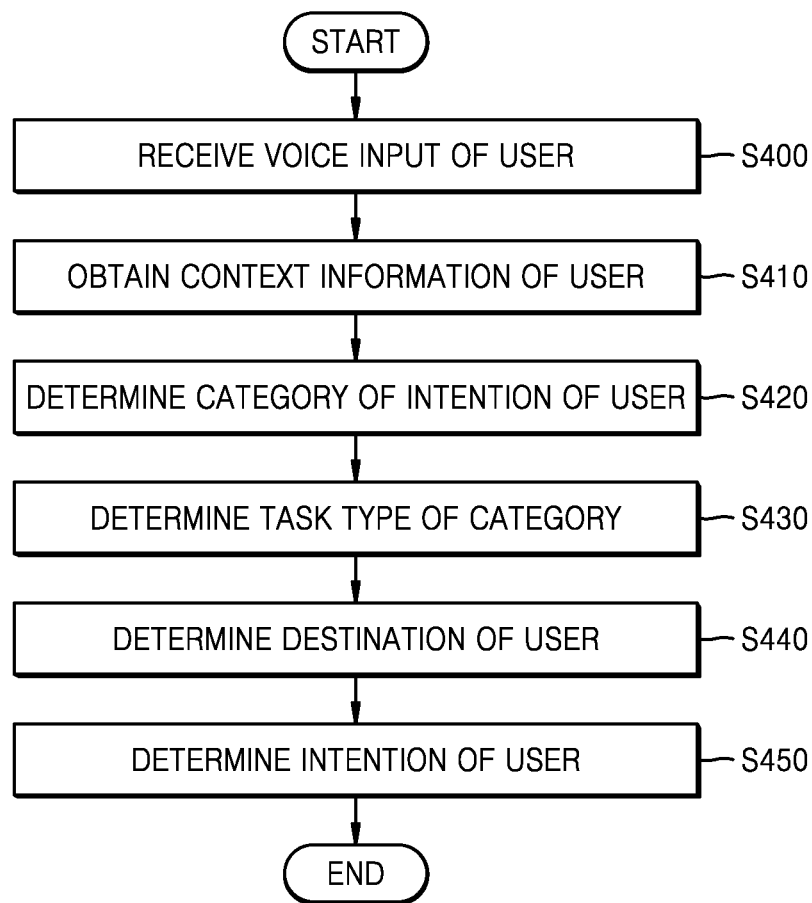 START
RECEIVE VOICE INPUT OF USER
S400
OBTAIN CONTEXT INFORMATION OF USER
S410
DETERMINE CATEGORY OF INTENTION OF USER
S420
DETERMINE TASK TYPE OF CATEGORY
S430
DETERMINE DESTINATION OF USER
S440
DETERMINE INTENTION OF USER
S450
END